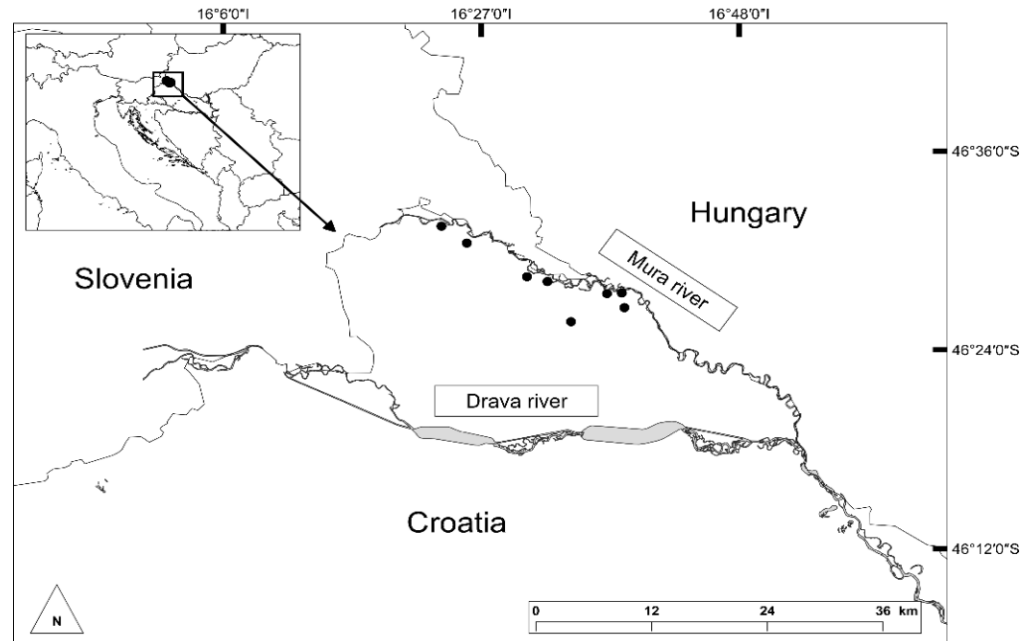 16°6′0″I
16°27′0″I
16°48′0″I
46°36′0″S
Hungary
Mura river
Slovenia
46°24′0″S
Drava river
Croatia
46°12′0″S
N
0 12 24 36 km